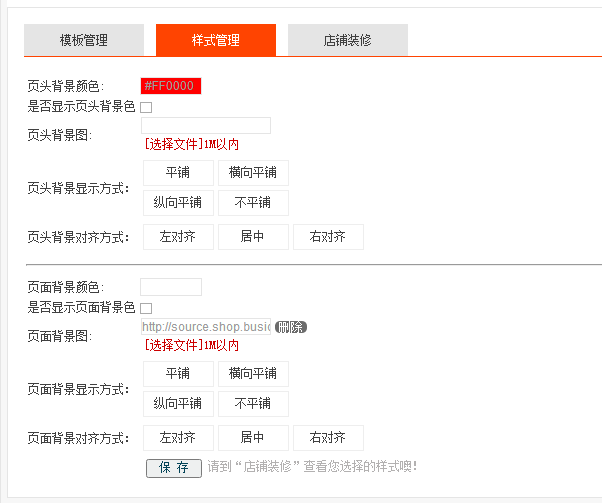 模板管理 样式管理 店铺装修
页头背景颜色: #FF0000
是否显示页头背景色
页头背景图:
[选择文件]1M以内
平铺 横向平铺
页头背景显示方式:
纵向平铺 不平铺
页头背景对齐方式: 左对齐 居中 右对齐
页面背景颜色:
是否显示页面背景色
http://source.shop.busic 删除
页面背景图:
[选择文件]1M以内
平铺 横向平铺
页面背景显示方式:
纵向平铺 不平铺
页面背景对齐方式: 左对齐 居中 右对齐
保 存 请到“店铺装修”查看您选择的样式噢!